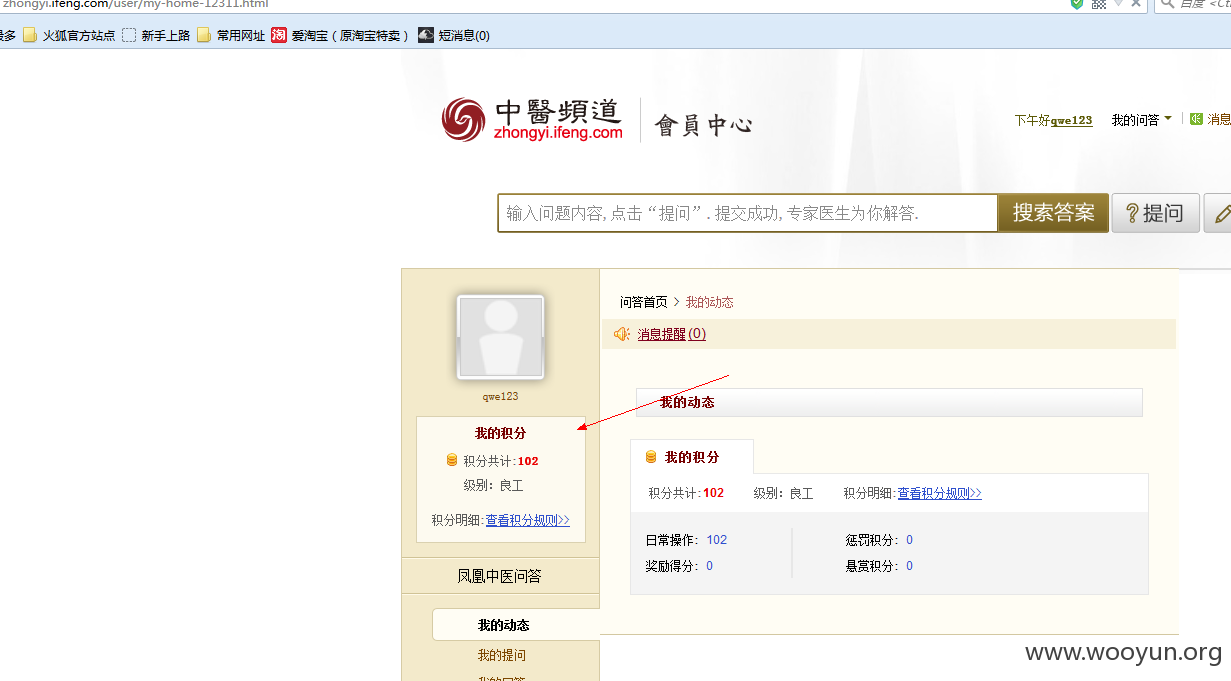 zhongyi.ifeng.com/user/my-home-12311.html
百度 <Ct
最多 火狐官方站点 新手上路 常用网址 淘 爱淘宝（原淘宝特卖） 短消息(0)
中醫頻道
zhongyi.ifeng.com
會員中心
下午好qwe123 我的问答 消息
输入问题内容,点击“提问”.提交成功,专家医生为你解答.
搜索答案 ?提问
问答首页 > 我的动态
消息提醒(0)
qwe123
我的积分
积分共计:102
级别：良工
积分明细:查看积分规则>>
凤凰中医问答
我的动态
我的提问
我的回答
我的动态
我的积分
积分共计:102 级别：良工 积分明细:查看积分规则>>
日常操作：102 惩罚积分：0
奖励得分：0 悬赏积分：0
www.wooyun.org